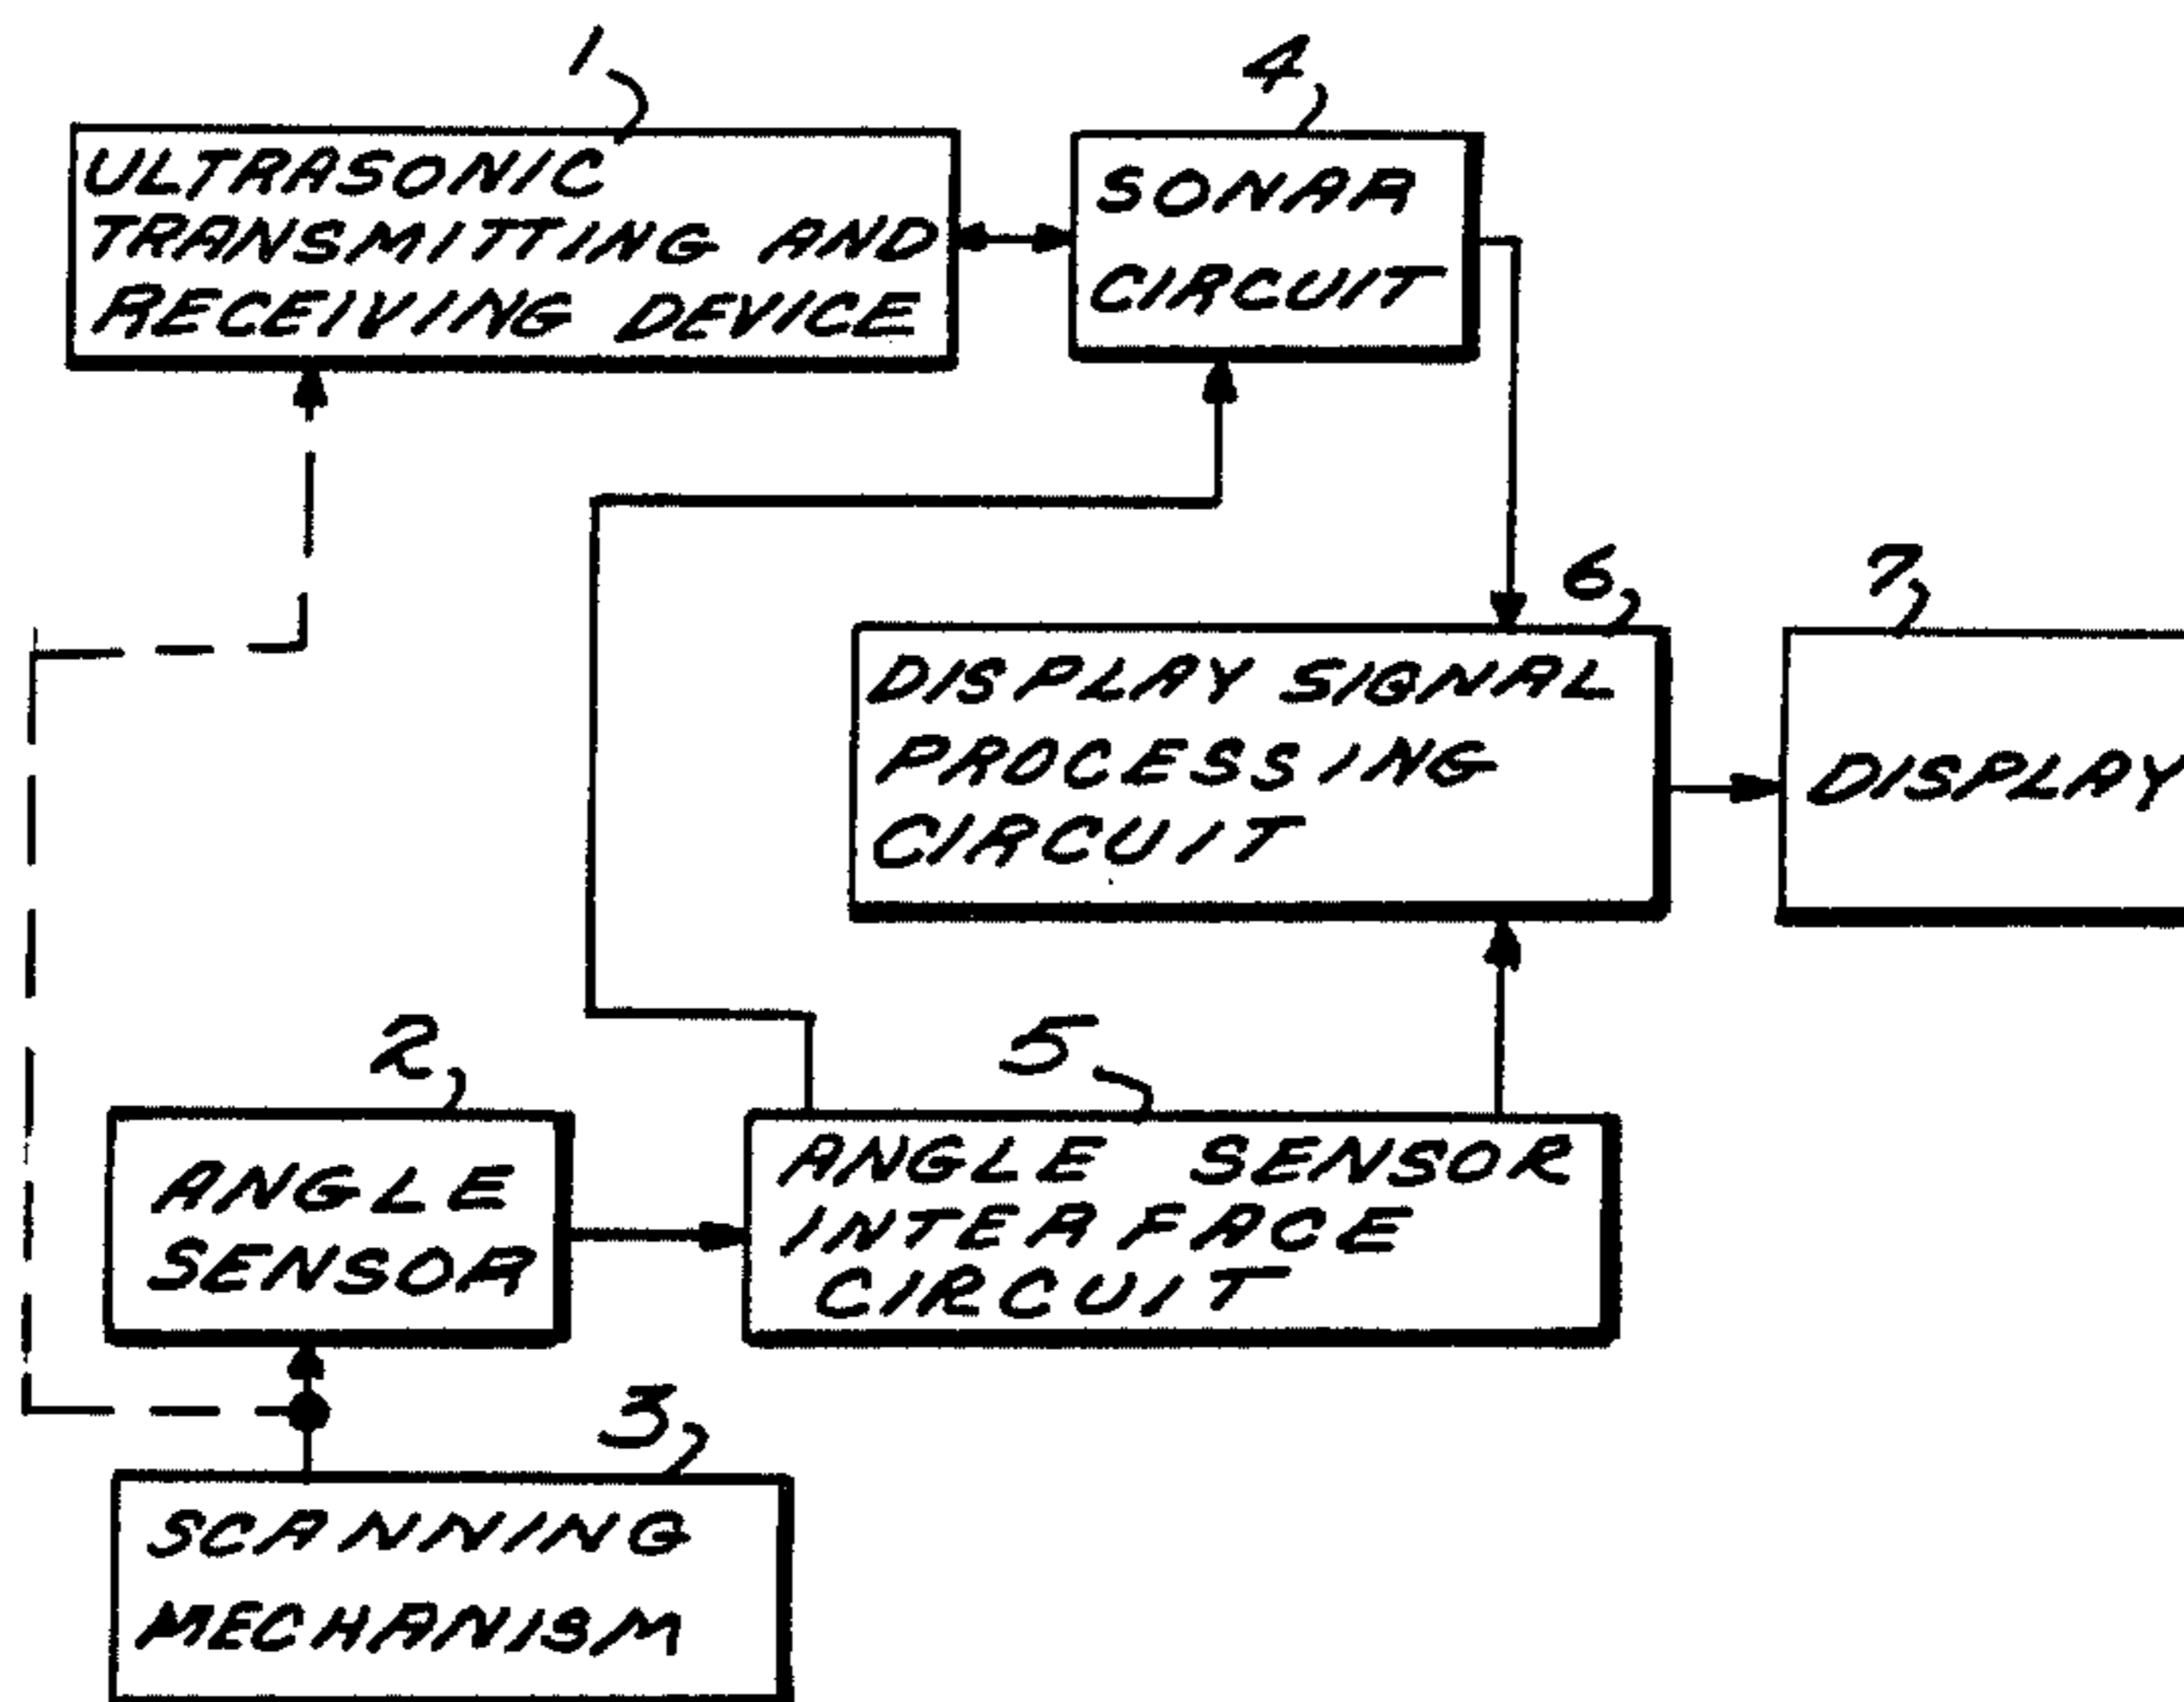 1
ULTRASONIC
TRANSMITTING AND
RECEIVING DEVICE
4
SONAR
CIRCUIT
6
DISPLAY SIGNAL
PROCESSING
CIRCUIT
7
DISPLAY
2
ANGLE
SENSOR
5
ANGLE SENSOR
INTERFACE
CIRCUIT
3
SCANNING
MECHANISM